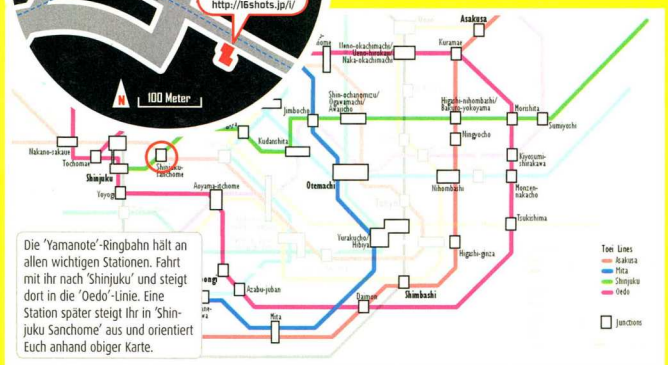 http://16shots.jp/i/
N
100 Meter
Asakusa
Kuramae
Ueno-okachimachi/
Ueno-hirokoji/
Naka-okachimachi
Shin-ochanomizu/
Ogawamachi/
Awajicho
Jimbocho
Higashi-nihombashi/
Bakuro-yokoyama
Morishita
Sumiyoshi
Ningyocho
Kudanshita
Kiyosumi-
shirakawa
Nakano-sakaue
Tochomae
Shinjuku-
Sanchome
Shinjuku
Yoyogi
Aoyama-itchome
Otemachi
Nihombashi
Monzen-
nakacho
Tsukishima
Yurakucho/
Hibiya
Higashi-ginza
Azabu-juban
Daimon
Shimbashi
Mita
Die 'Yamanote'-Ringbahn hält an
allen wichtigen Stationen. Fahrt
mit ihr nach 'Shinjuku' und steigt
dort in die 'Oedo'-Linie. Eine
Station später steigt Ihr in 'Shin-
juku Sanchome' aus und orientiert
Euch anhand obiger Karte.
Toei Lines
Asakusa
Mita
Shinjuku
Oedo
Junctions